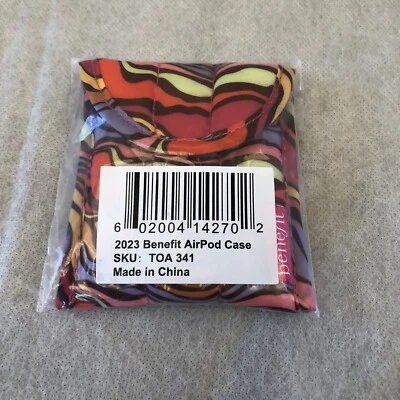 6 02004 14270 2
2023 Benefit AirPod Case
SKU: TOA 341
Made in China
benefit